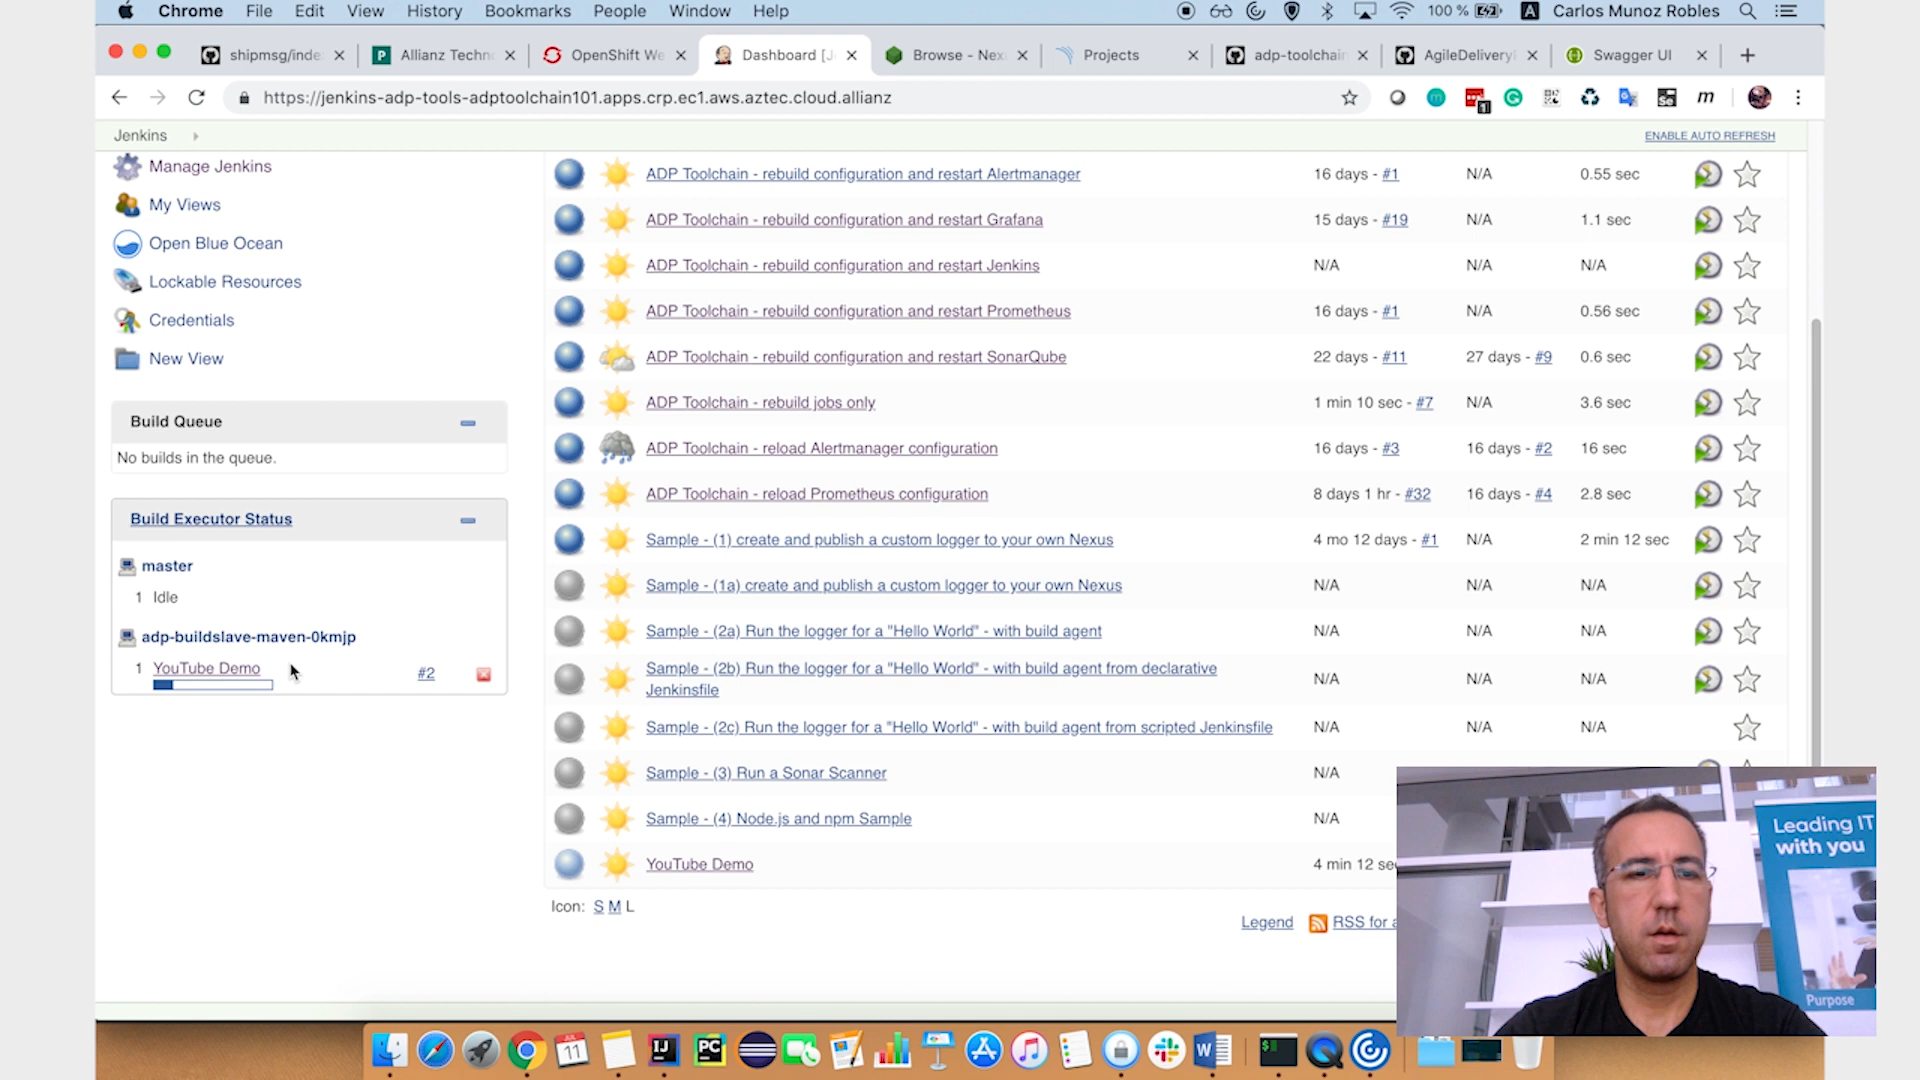 Chrome File Edit View History Bookmarks People Window Help 100 % Carlos Munoz Robles
shipmsg/inde Allianz Techn OpenShift We Dashboard [J Browse - Nex Projects adp-toolchain AgileDelivery Swagger UI
https://jenkins-adp-tools-adptoolchain101.apps.crp.ec1.aws.aztec.cloud.allianz
Jenkins ENABLE AUTO REFRESH
Manage Jenkins
My Views
Open Blue Ocean
Lockable Resources
Credentials
New View
Build Queue
No builds in the queue.
Build Executor Status
master
1 Idle
adp-buildslave-maven-0kmjp
1 YouTube Demo #2
ADP Toolchain - rebuild configuration and restart Alertmanager 16 days - #1 N/A 0.55 sec
ADP Toolchain - rebuild configuration and restart Grafana 15 days - #19 N/A 1.1 sec
ADP Toolchain - rebuild configuration and restart Jenkins N/A N/A N/A
ADP Toolchain - rebuild configuration and restart Prometheus 16 days - #1 N/A 0.56 sec
ADP Toolchain - rebuild configuration and restart SonarQube 22 days - #11 27 days - #9 0.6 sec
ADP Toolchain - rebuild jobs only 1 min 10 sec - #7 N/A 3.6 sec
ADP Toolchain - reload Alertmanager configuration 16 days - #3 16 days - #2 16 sec
ADP Toolchain - reload Prometheus configuration 8 days 1 hr - #32 16 days - #4 2.8 sec
Sample - (1) create and publish a custom logger to your own Nexus 4 mo 12 days - #1 N/A 2 min 12 sec
Sample - (1a) create and publish a custom logger to your own Nexus N/A N/A N/A
Sample - (2a) Run the logger for a "Hello World" - with build agent N/A N/A N/A
Sample - (2b) Run the logger for a "Hello World" - with build agent from declarative
Jenkinsfile N/A N/A N/A
Sample - (2c) Run the logger for a "Hello World" - with build agent from scripted Jenkinsfile N/A N/A N/A
Sample - (3) Run a Sonar Scanner N/A
Sample - (4) Node.js and npm Sample N/A
YouTube Demo 4 min 12 sec
Icon: S M L
Legend RSS for a
Leading IT
with you
Purpose